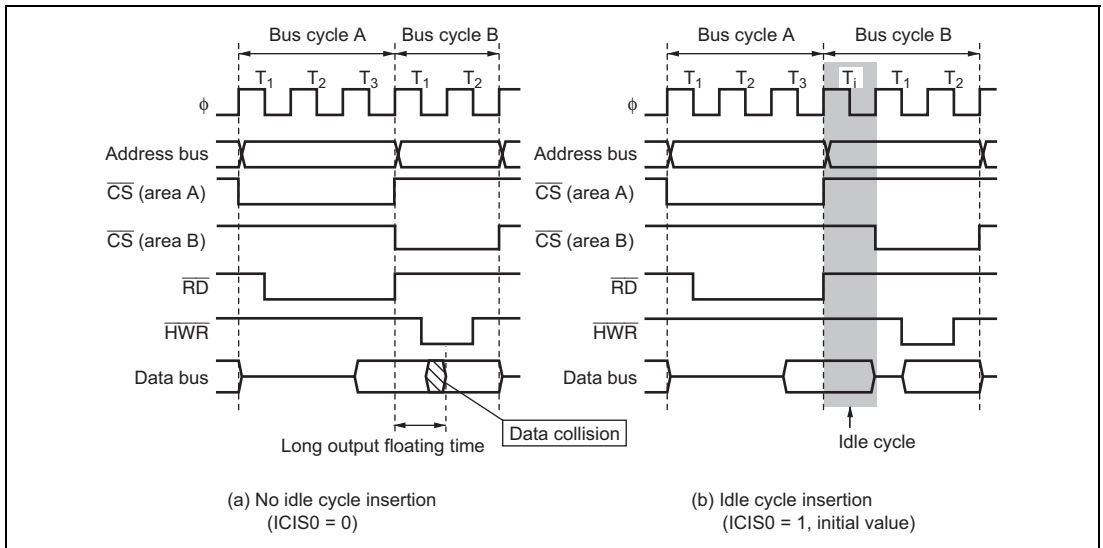 Bus cycle A Bus cycle B
T1 T2 T3 T1 T2
ϕ
Address bus
CS (area A)
CS (area B)
RD
HWR
Data bus
Long output floating time
Data collision
(a) No idle cycle insertion
(ICIS0 = 0)
Bus cycle A Bus cycle B
T1 T2 T3 Ti T1 T2
ϕ
Address bus
CS (area A)
CS (area B)
RD
HWR
Data bus
Idle cycle
(b) Idle cycle insertion
(ICIS0 = 1, initial value)